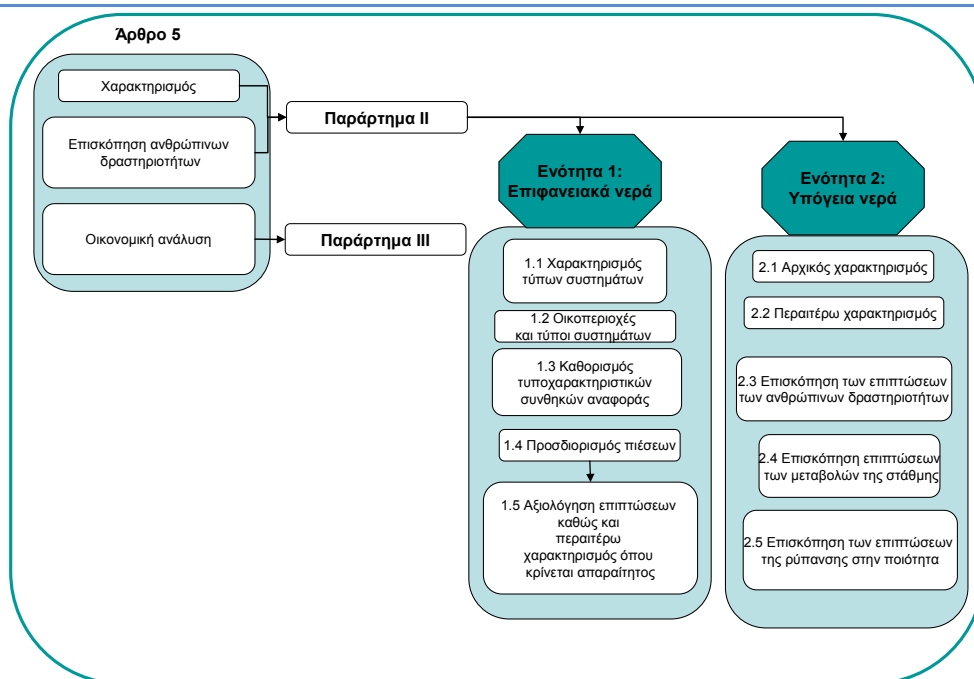 Άρθρο 5
Χαρακτηρισμός
Επισκόπηση ανθρώπινων
δραστηριοτήτων
Οικονομική ανάλυση
Παράρτημα ΙΙ
Παράρτημα ΙΙΙ
Ενότητα 1:
Επιφανειακά νερά
1.1 Χαρακτηρισμός
τύπων συστημάτων
1.2 Οικοπεριοχές
και τύποι συστημάτων
1.3 Καθορισμός
τυποχαρακτηριστικών
συνθηκών αναφοράς
1.4 Προσδιορισμός πιέσεων
1.5 Αξιολόγηση επιπτώσεων
καθώς και
περαιτέρω
χαρακτηρισμός όπου
κρίνεται απαραίτητος
Ενότητα 2:
Υπόγεια νερά
2.1 Αρχικός χαρακτηρισμός
2.2 Περαιτέρω χαρακτηρισμός
2.3 Επισκόπηση των επιπτώσεων
των ανθρώπινων δραστηριοτήτων
2.4 Επισκόπηση επιπτώσεων
των μεταβολών της στάθμης
2.5 Επισκόπηση των επιπτώσεων
της ρύπανσης στην ποιότητα